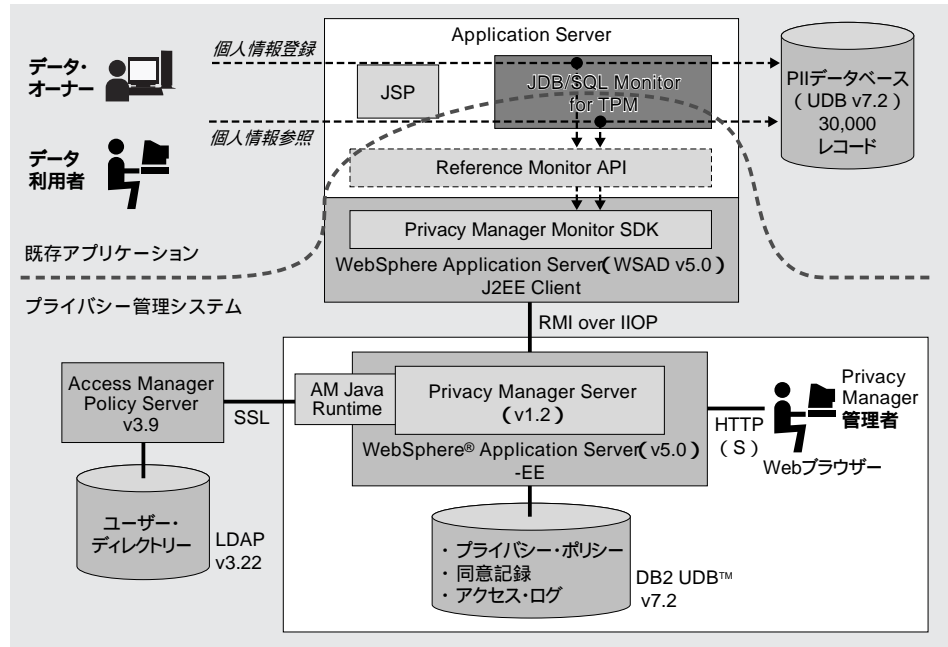 データ・
オーナー
個人情報登録
Application Server
JSP
JDB/SQL Monitor
for TPM
PIIデータベース
(UDB v7.2)
30,000
レコード
個人情報参照
データ
利用者
Reference Monitor API
Privacy Manager Monitor SDK
既存アプリケーション
WebSphere Application Server(WSAD v5.0)
J2EE Client
プライバシー管理システム
RMI over IIOP
Access Manager
Policy Server
v3.9
SSL
AM Java
Runtime
Privacy Manager Server
(v1.2)
WebSphere® Application Server(v5.0)
-EE
HTTP
(S)
Privacy
Manager
管理者
Webブラウザー
ユーザー・
ディレクトリー
LDAP
v3.22
・プライバシー・ポリシー
・同意記録
・アクセス・ログ
DB2 UDB™
v7.2